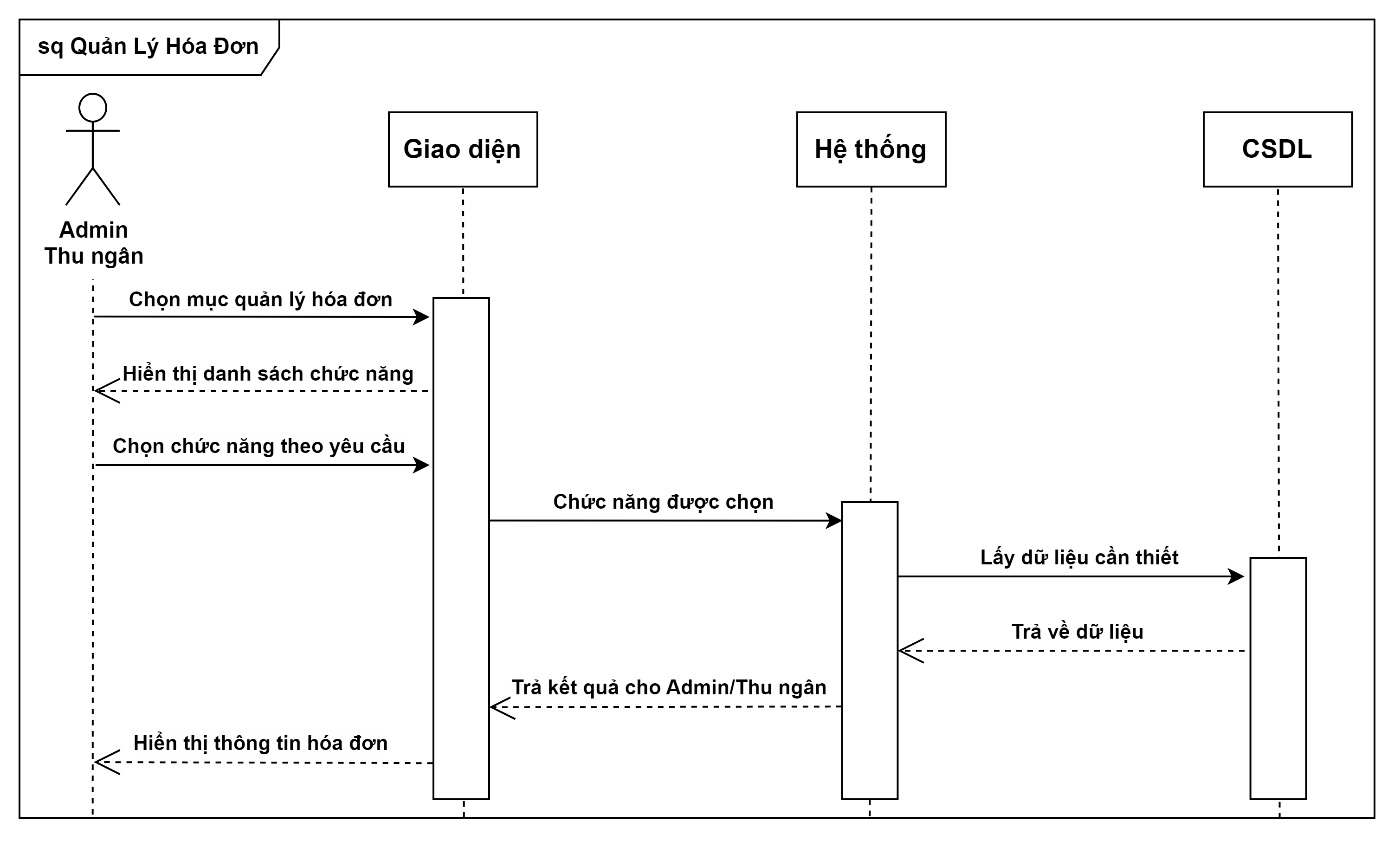 sq Quản Lý Hóa Đơn
Giao diện
Hệ thống
CSDL
Admin
Thu ngân
Chọn mục quản lý hóa đơn
Hiển thị danh sách chức năng
Chọn chức năng theo yêu cầu
Chức năng được chọn
Lấy dữ liệu cần thiết
Trả về dữ liệu
Trả kết quả cho Admin/Thu ngân
Hiển thị thông tin hóa đơn